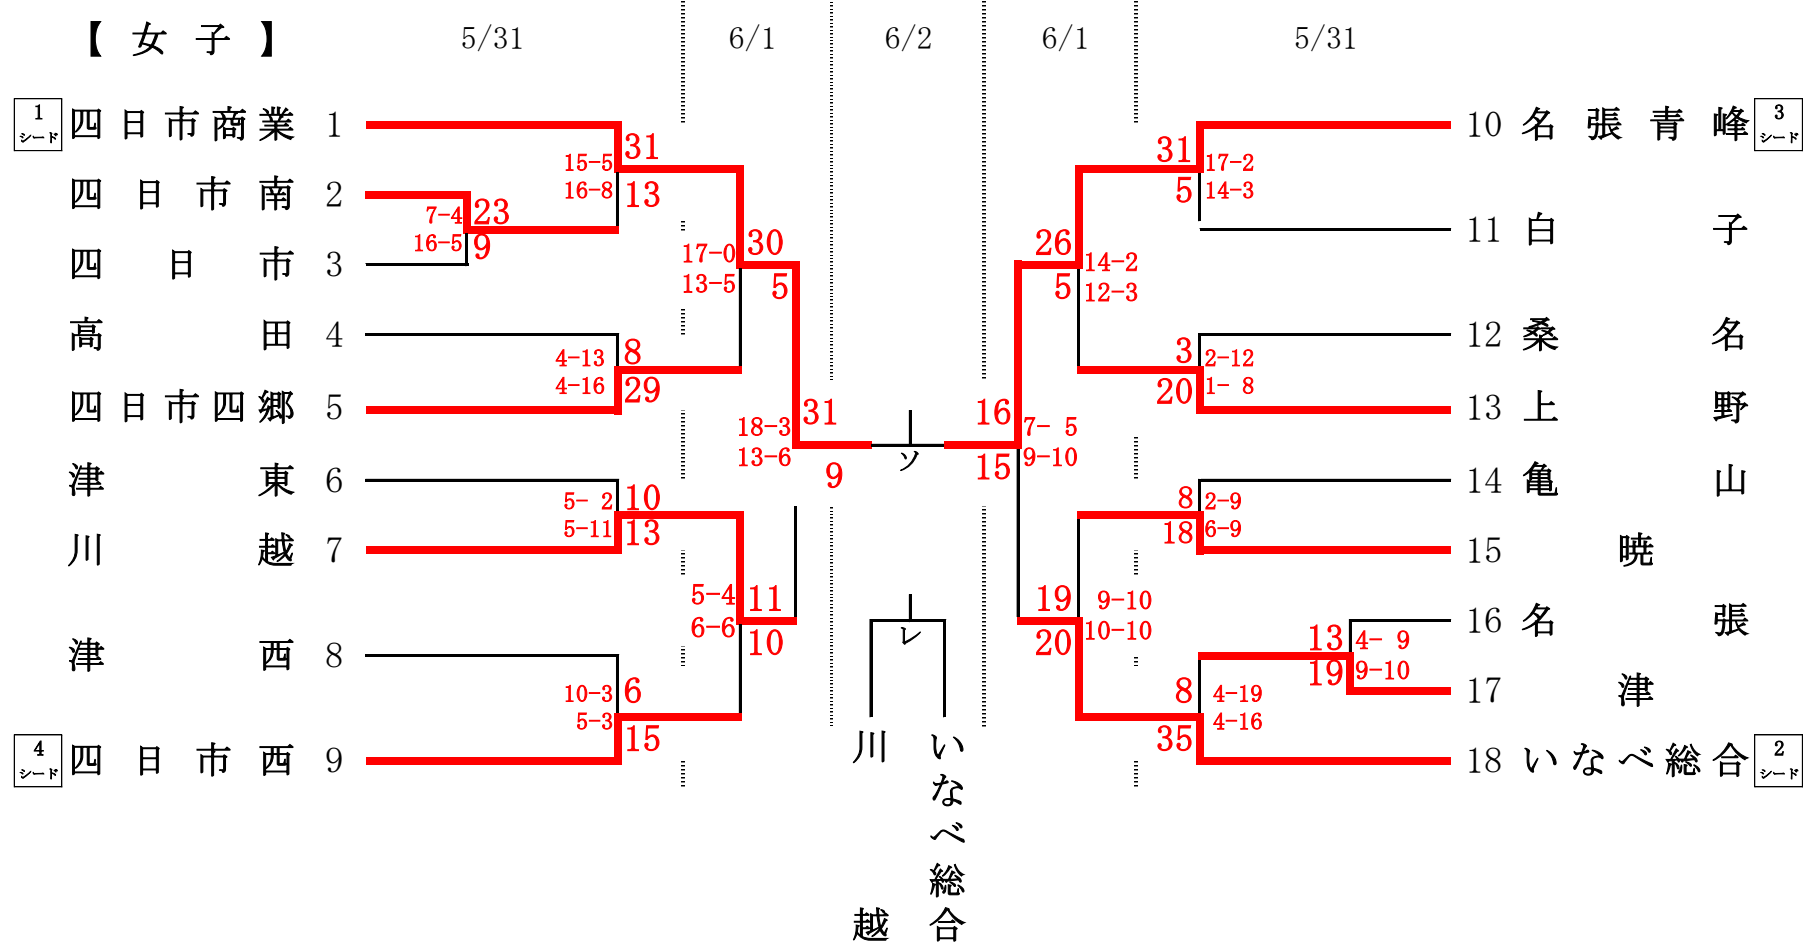 【 女 子 】 5/31 6/1 6/2 6/1 5/31
1 シード 四日市商業 1
四日市南 2
四日市 3
高田 4
四日市四郷 5
津東 6
川越 7
津西 8
4 シード 四日市西 9
15-5 31
16-8 13
7-4 23
16-5 9
17-0 30
13-5 5
4-13 8
4-16 29
18-3 31
13-6 9
5- 2 10
5-11 13
5-4 11
6-6 10
10-3 6
5-3 15
ソ
レ
川越
いなべ総合
31 17-2
5 14-3
26 14-2
5 12-3
3 2-12
20 1- 8
16 7- 5
15 9-10
8 2-9
18 6-9
19 9-10
20 10-10
13 4- 9
19 9-10
8 4-19
35 4-16
10 名張青峰 3 シード
11 白子
12 桑名
13 上野
14 亀山
15 暁
16 名張
17 津
18 いなべ総合 2 シード